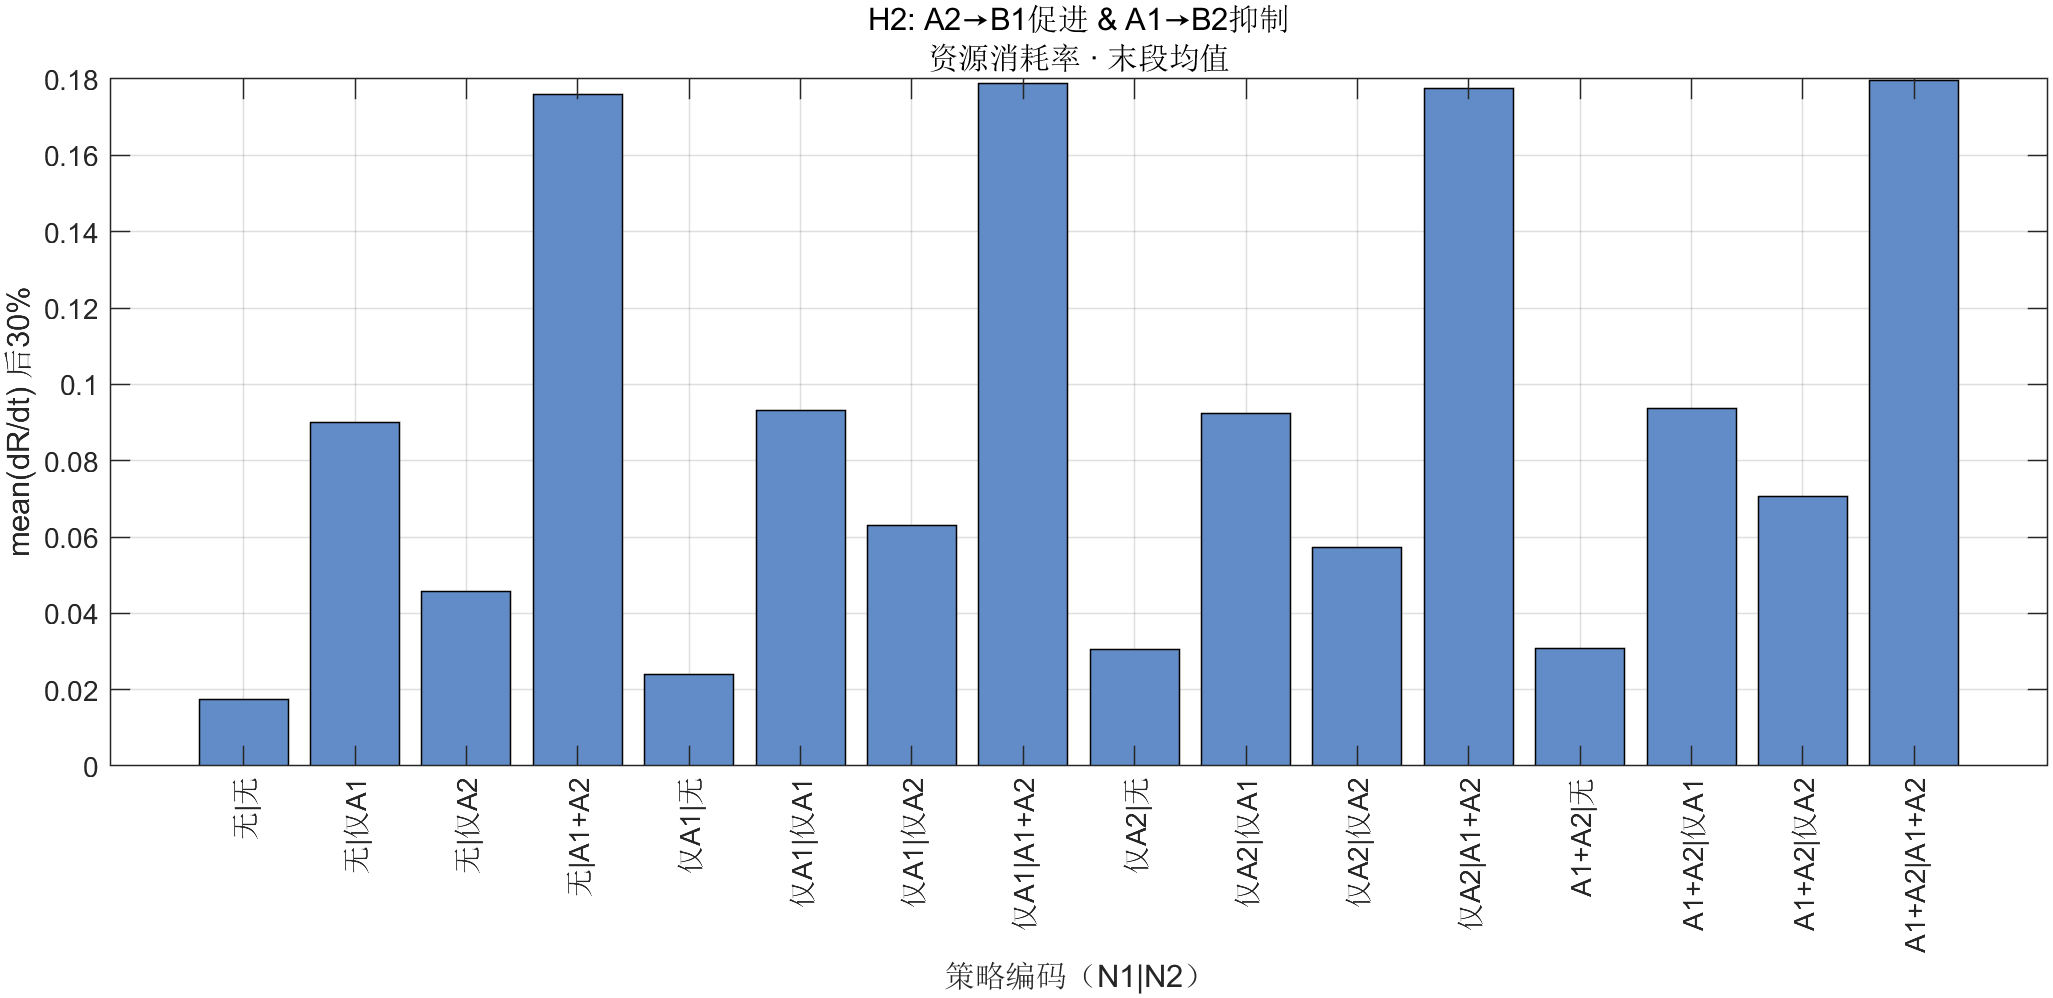 H2: A2→B1促进 & A1→B2抑制
资源消耗率 · 末段均值
mean(dR/dt) 后30%
0.18
0.16
0.14
0.12
0.1
0.08
0.06
0.04
0.02
0
无|无
无|仅A1
无|仅A2
无|A1+A2
仅A1|无
仅A1|仅A1
仅A1|仅A2
仅A1|A1+A2
仅A2|无
仅A2|仅A1
仅A2|仅A2
仅A2|A1+A2
A1+A2|无
A1+A2|仅A1
A1+A2|仅A2
A1+A2|A1+A2
策略编码（N1|N2）